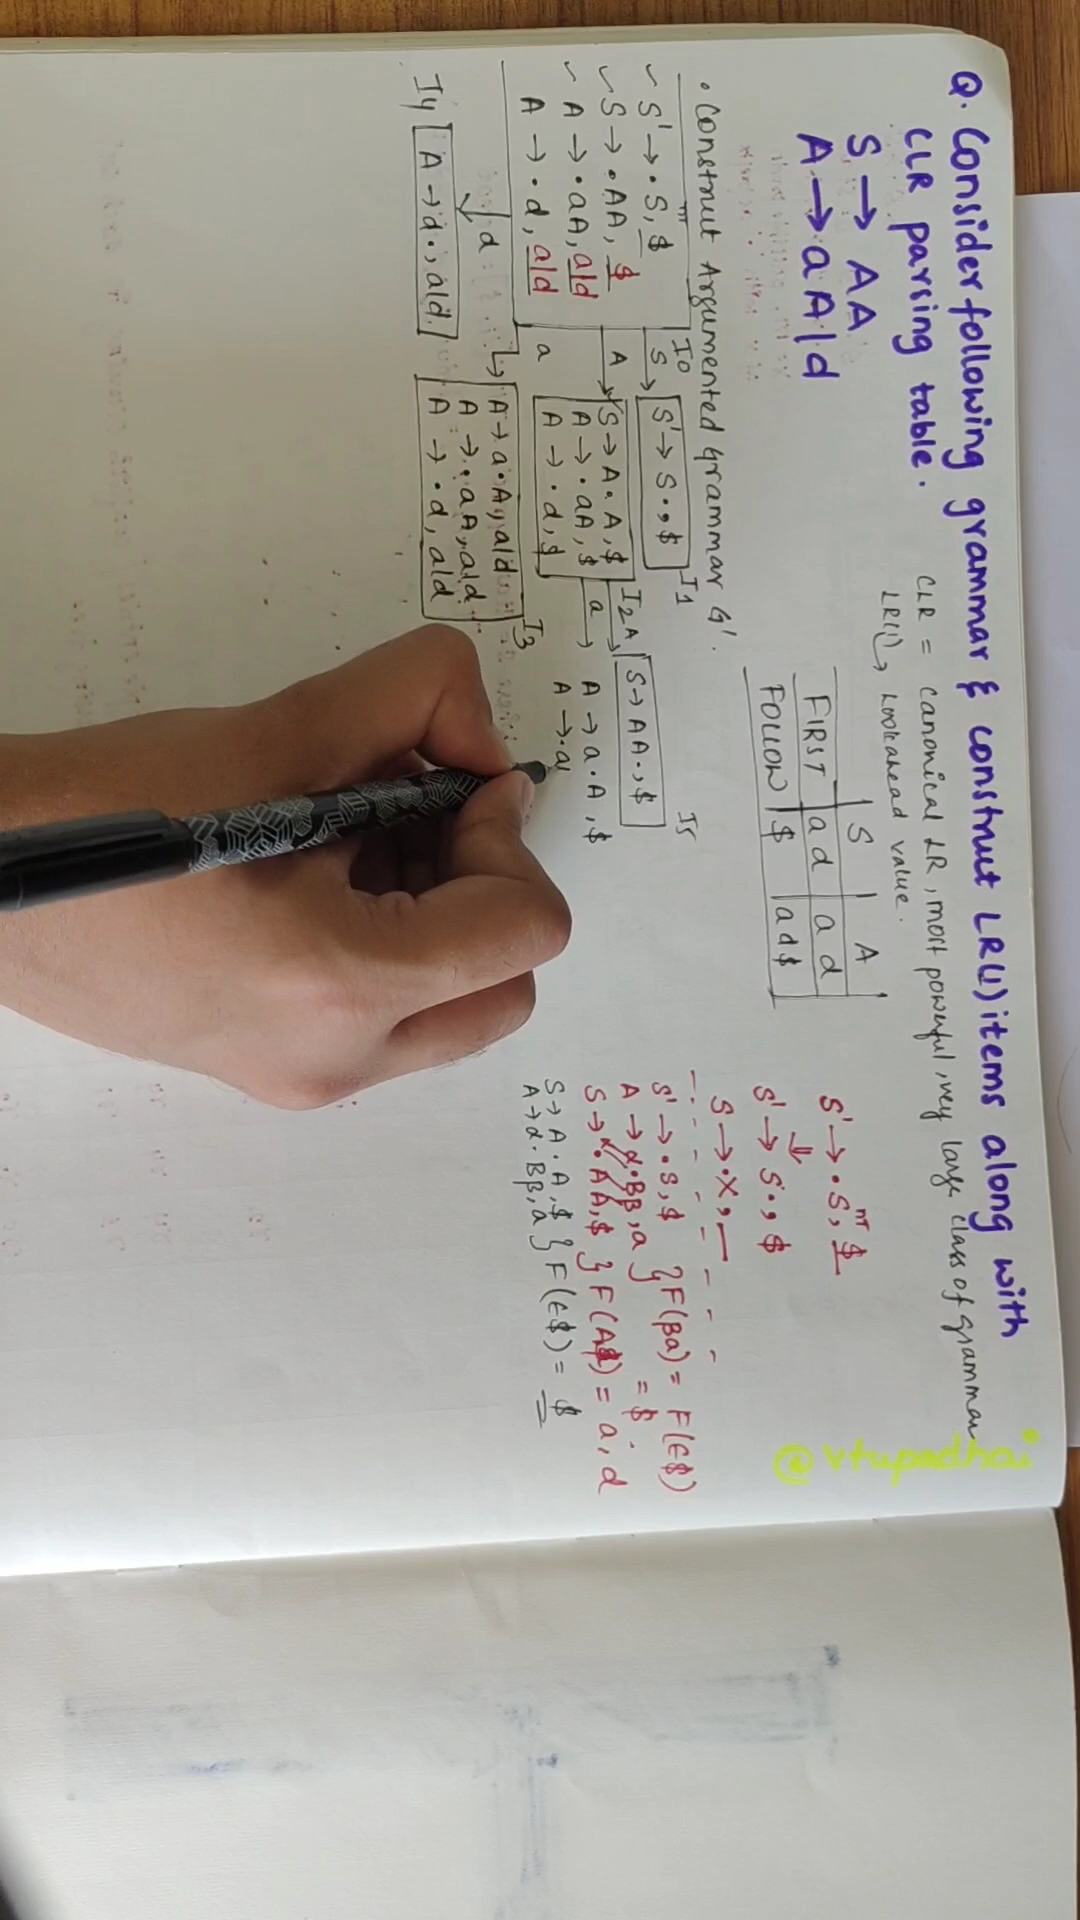 Q. Consider following grammar & construct LR(1) items along with
CLR parsing table.
S → AA
A → aA|d
CLR = canonical LR, most powerful, very large class of grammar
LR(1)→ Lookahead value.
S A
FIRST a d a d
FOLLOW $ ad$
• Construct Argumented Grammar G'.
I0
✓ S' → •S, $
✓ S → •AA, $
✓ A → •aA, a|d
A → •d, a|d
S
A
a
d
I1
S' → S•, $
I2
S → A•A, $
A → •aA, $
A → •d, $
A
a
I5
S → AA•, $
A → a•A, $
A → •a
I3
A → a•A, a|d
A → •aA, a|d
A → •d, a|d
I4
A → d•, a|d
S' → •S, $
nT
S' → S•, $
S → •X, _
S' → •S, $ } F(βa) = F(ε$)
A → α•Bβ, a } = $
S → •AA, $ } F(A$) = a, d
S → A•A, $ } F(ε$) = $
A → α•Bβ, a
@vtupadhai